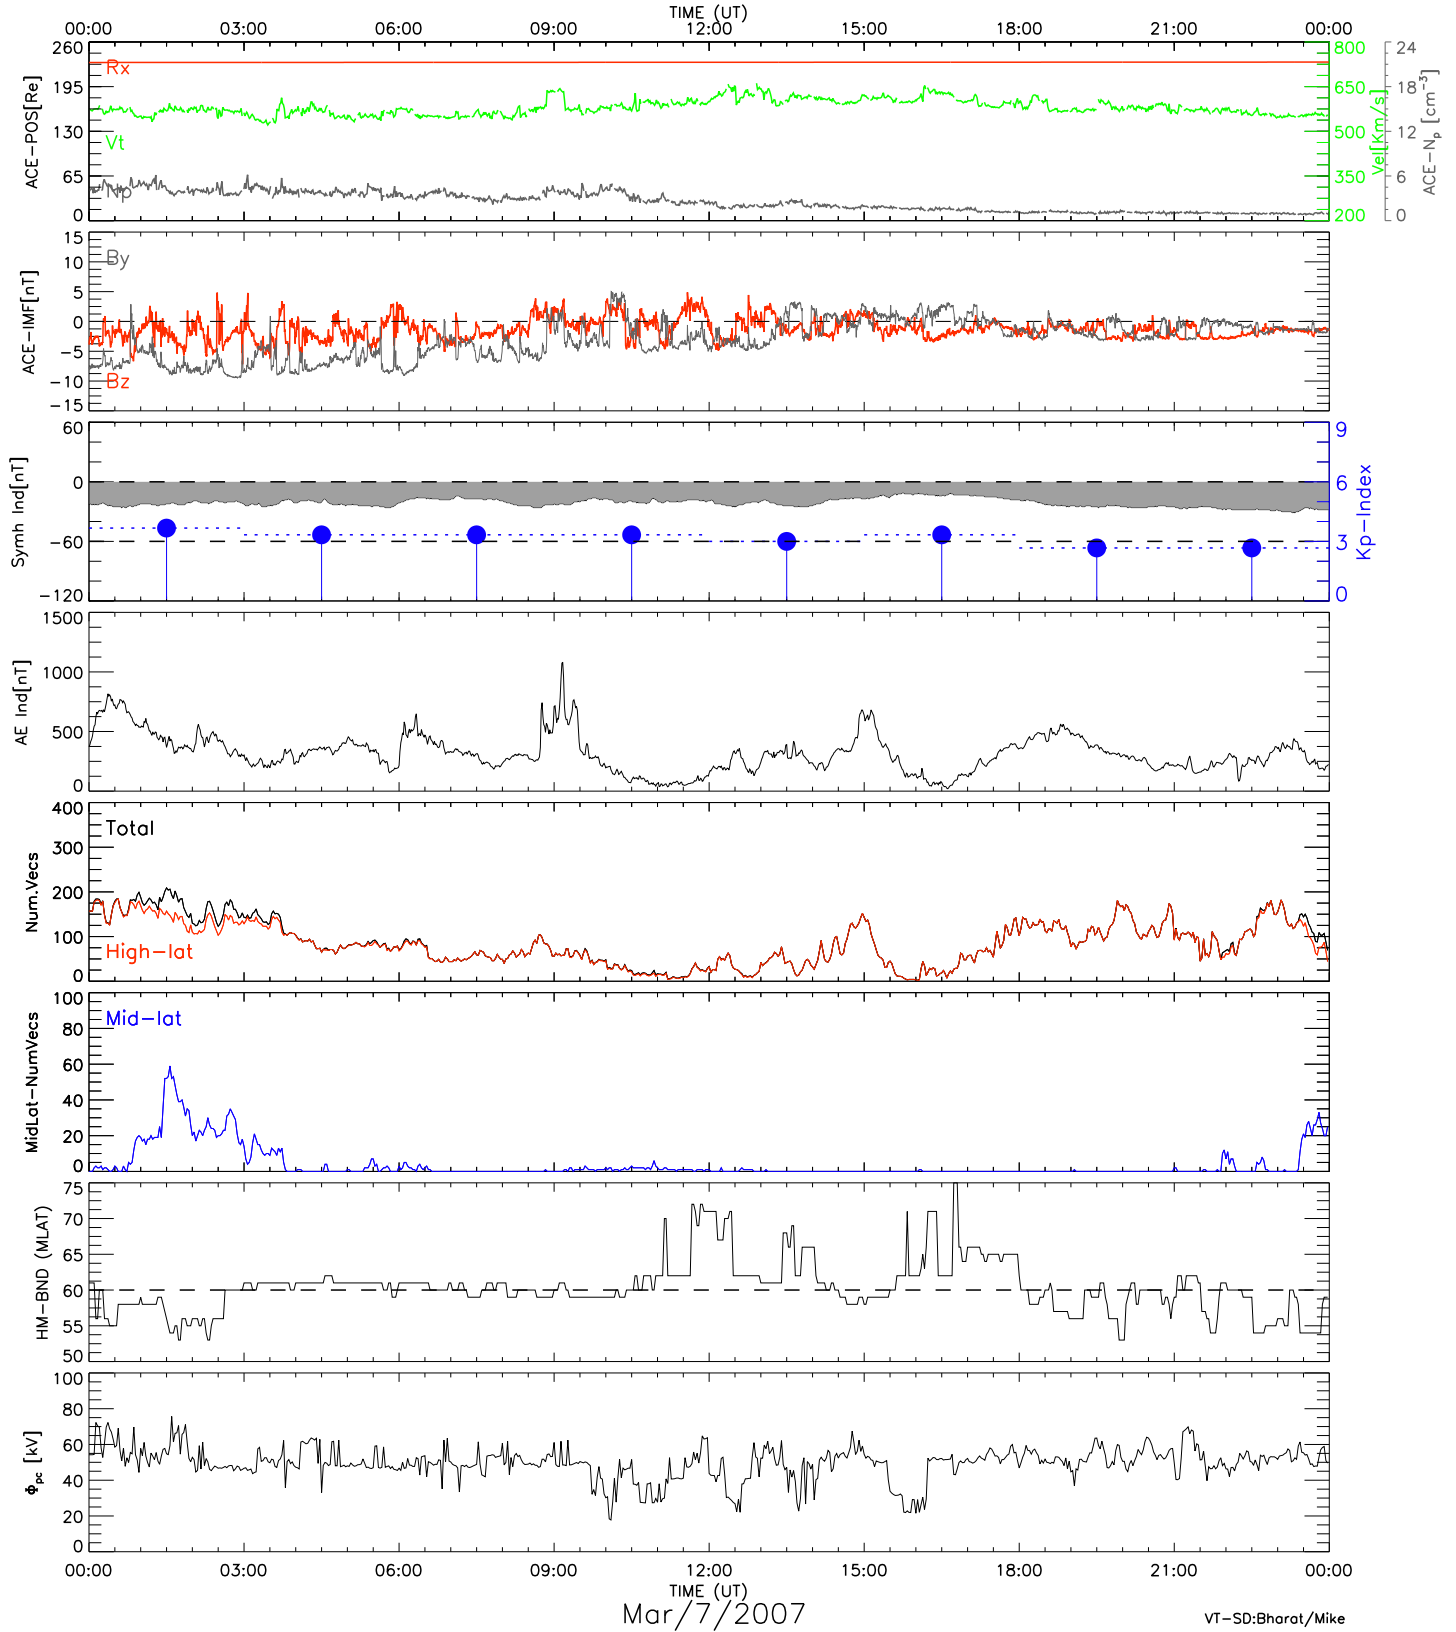 TIME (UT)
00:00 03:00 06:00 09:00 12:00 15:00 18:00 21:00 00:00
260 195 130 65 0
ACE-POS[Re]
Rx
Vt
Np
800 650 500 350 200
Vel[Km/s]
24 18 12 6 0
ACE-Np [cm-3]
15 10 5 0 -5 -10 -15
ACE-IMF[nT]
By
Bz
60 0 -60 -120
Symh Ind[nT]
9 6 3 0
Kp-Index
1500 1000 500 0
AE Ind[nT]
400 300 200 100 0
Num.Vecs
Total
High-lat
100 80 60 40 20 0
MidLat-NumVecs
Mid-lat
75 70 65 60 55 50
HM-BND (MLAT)
100 80 60 40 20 0
Φpc [kV]
00:00 03:00 06:00 09:00 12:00 15:00 18:00 21:00 00:00
TIME (UT)
Mar/7/2007
VT-SD:Bharat/Mike